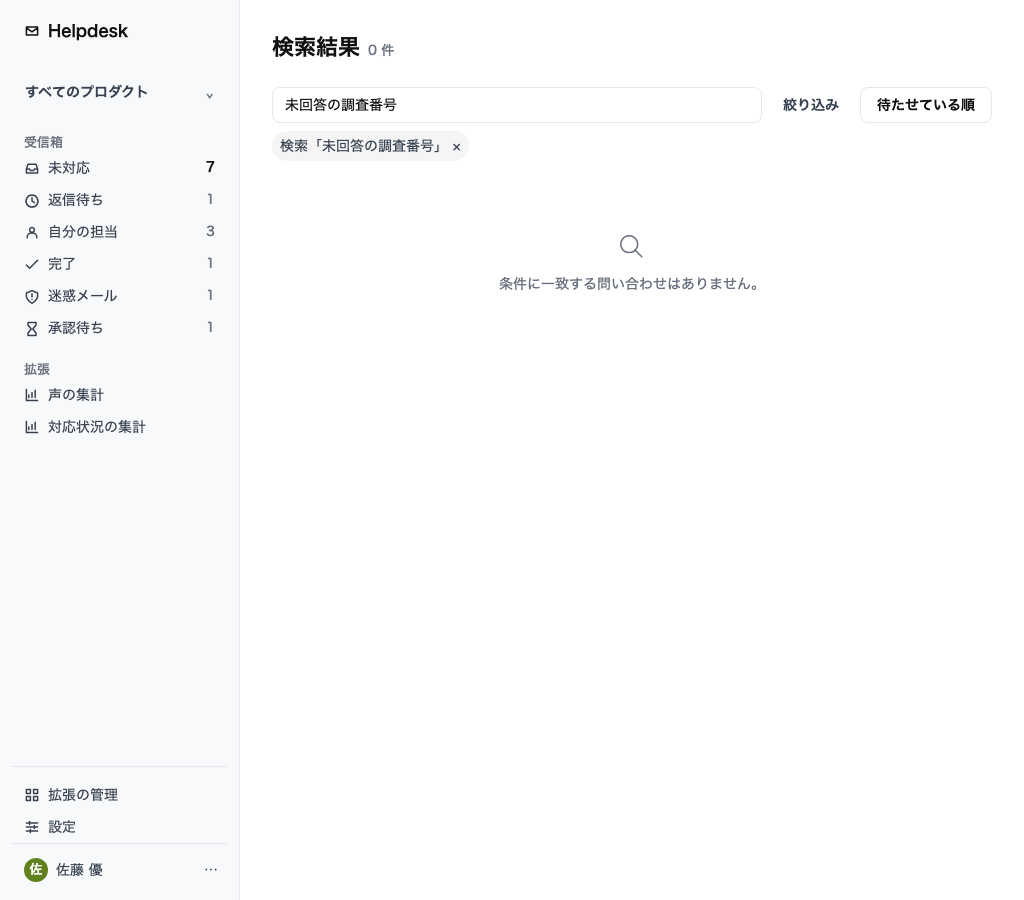 Helpdesk
すべてのプロダクト
受信箱
未対応 7
返信待ち 1
自分の担当 3
完了 1
迷惑メール 1
承認待ち 1
拡張
声の集計
対応状況の集計
拡張の管理
設定
佐 佐藤 優 …
検索結果 0 件
未回答の調査番号 絞り込み 待たせている順
検索「未回答の調査番号」 ×
条件に一致する問い合わせはありません。